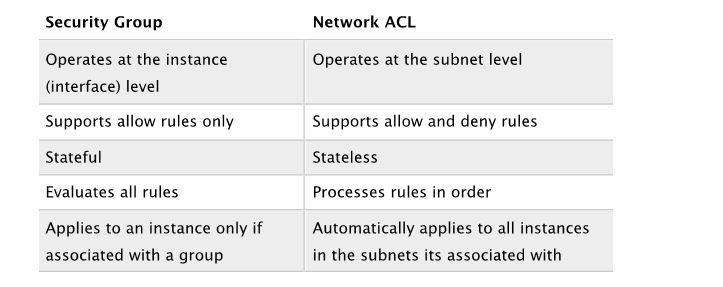 Security Group Network ACL
Operates at the instance Operates at the subnet level
(interface) level
Supports allow rules only Supports allow and deny rules
Stateful Stateless
Evaluates all rules Processes rules in order
Applies to an instance only if Automatically applies to all instances
associated with a group in the subnets its associated with